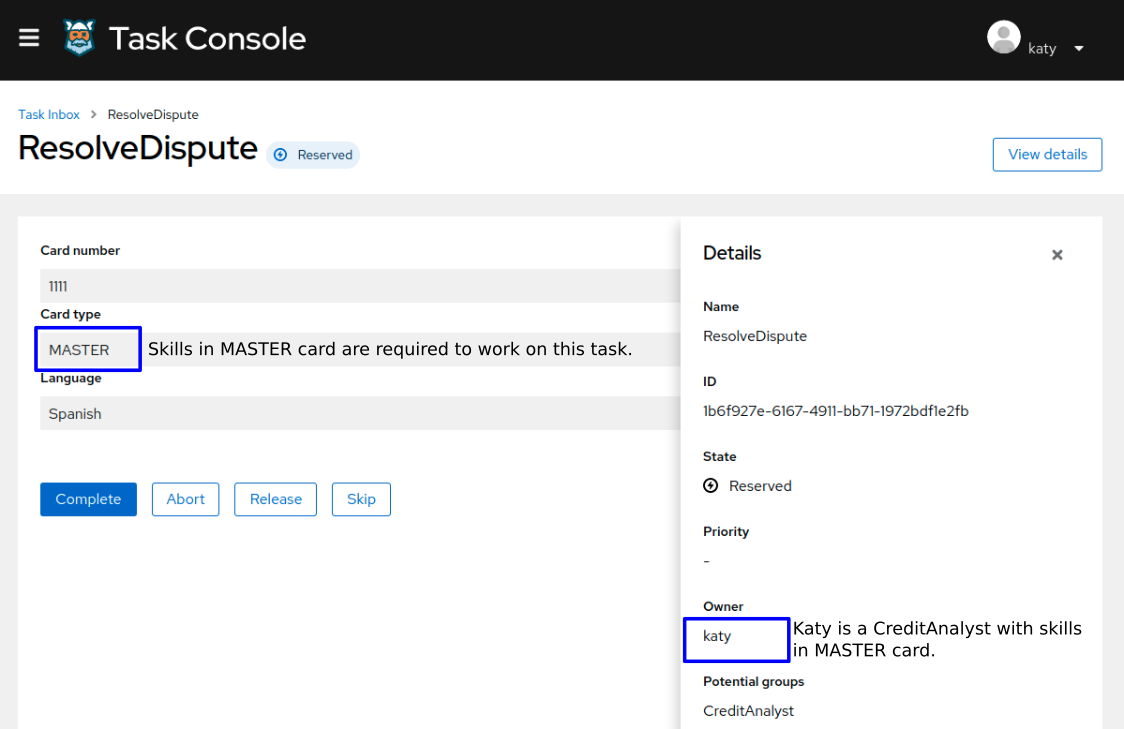 Task Console
katy
Task Inbox > ResolveDispute
ResolveDispute
Reserved
View details
Card number
1111
Card type
MASTER
Skills in MASTER card are required to work on this task.
Language
Spanish
Complete
Abort
Release
Skip
Details
Name
ResolveDispute
ID
1b6f927e-6167-4911-bb71-1972bdf1e2fb
State
Reserved
Priority
-
Owner
katy
Katy is a CreditAnalyst with skills
in MASTER card.
Potential groups
CreditAnalyst